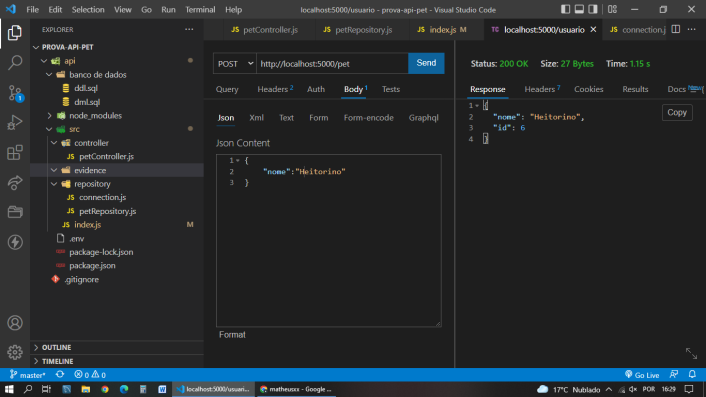 File Edit Selection View Go Run Terminal Help
localhost:5000/usuario - prova-api-pet - Visual Studio Code
EXPLORER
PROVA-API-PET
api
banco de dados
ddl.sql
dml.sql
node_modules
src
controller
petController.js
evidence
repository
connection.js
petRepository.js
index.js M
.env
package-lock.json
package.json
.gitignore
OUTLINE
TIMELINE
1
petController.js
petRepository.js
index.js M
TC localhost:5000/usuario
JS connection.j
POST http://localhost:5000/pet Send
Query Headers 2 Auth Body 1 Tests
Json Xml Text Form Form-encode Graphql
Json Content
1 {
2 "nome":"Heitorino"
3 }
Format
Status: 200 OK Size: 27 Bytes Time: 1.15 s
Response Headers 7 Cookies Results Docs
Copy
1 {
2 "nome": "Heitorino",
3 "id": 6
4 }
master* 0 0
Go Live
localhost:5000/usuari...
matheusxx – Google ...
17°C Nublado POR 16:29